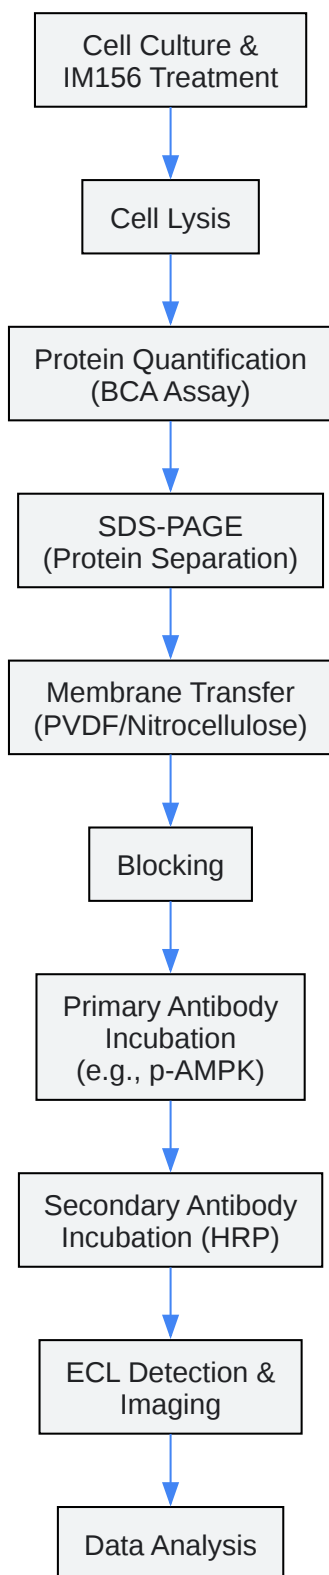 Cell Culture &
IM156 Treatment
Cell Lysis
Protein Quantification
(BCA Assay)
SDS-PAGE
(Protein Separation)
Membrane Transfer
(PVDF/Nitrocellulose)
Blocking
Primary Antibody
Incubation
(e.g., p-AMPK)
Secondary Antibody
Incubation (HRP)
ECL Detection &
Imaging
Data Analysis